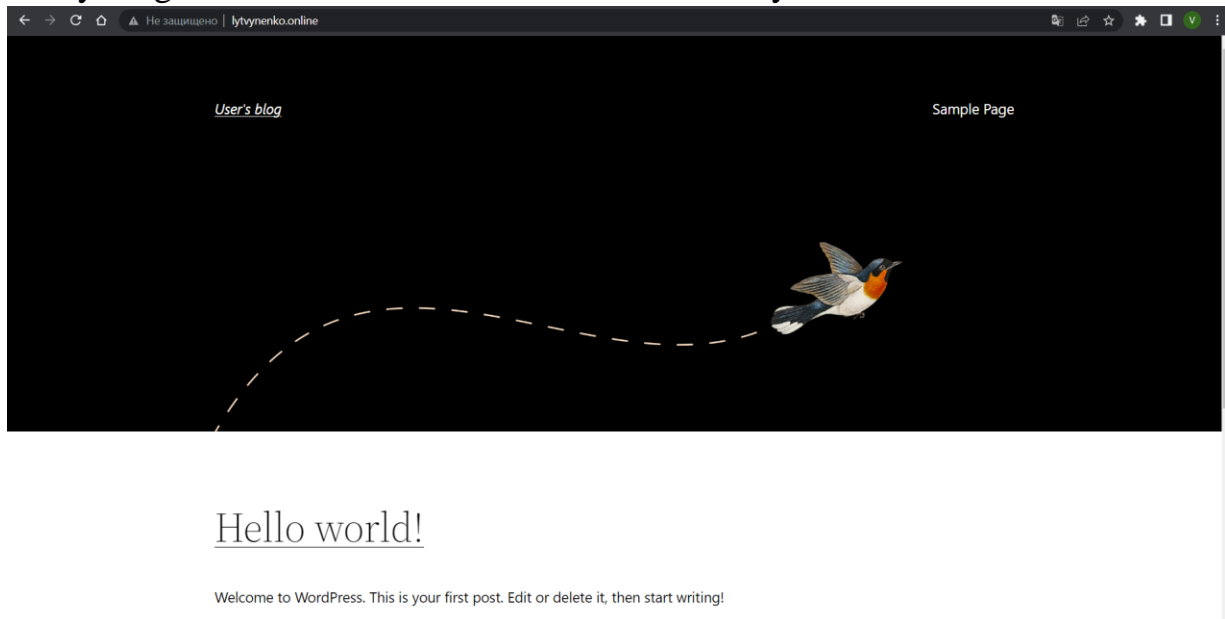 Не защищено | lytvynenko.online
V
User's blog
Sample Page
Hello world!
Welcome to WordPress. This is your first post. Edit or delete it, then start writing!